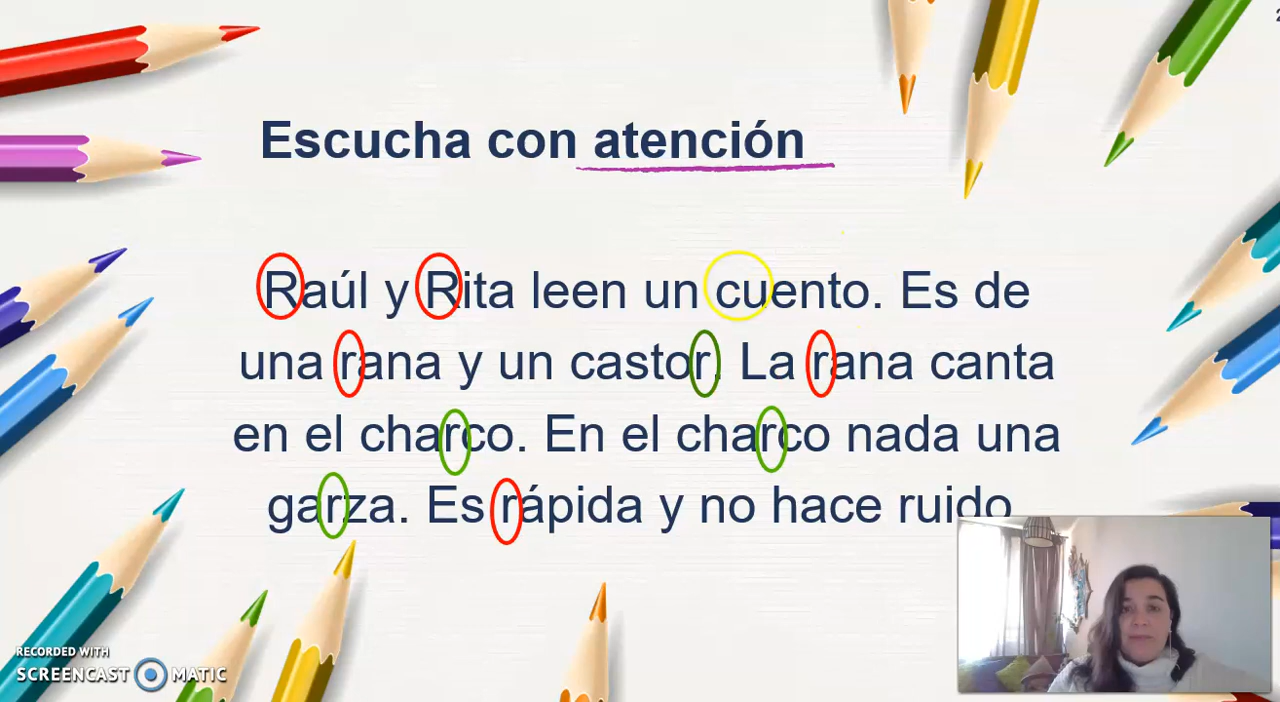 Escucha con atención
Raúl y Rita leen un cuento. Es de
una rana y un castor. La rana canta
en el charco. En el charco nada una
garza. Es rápida y no hace ruido
RECORDED WITH
SCREENCAST MATIC